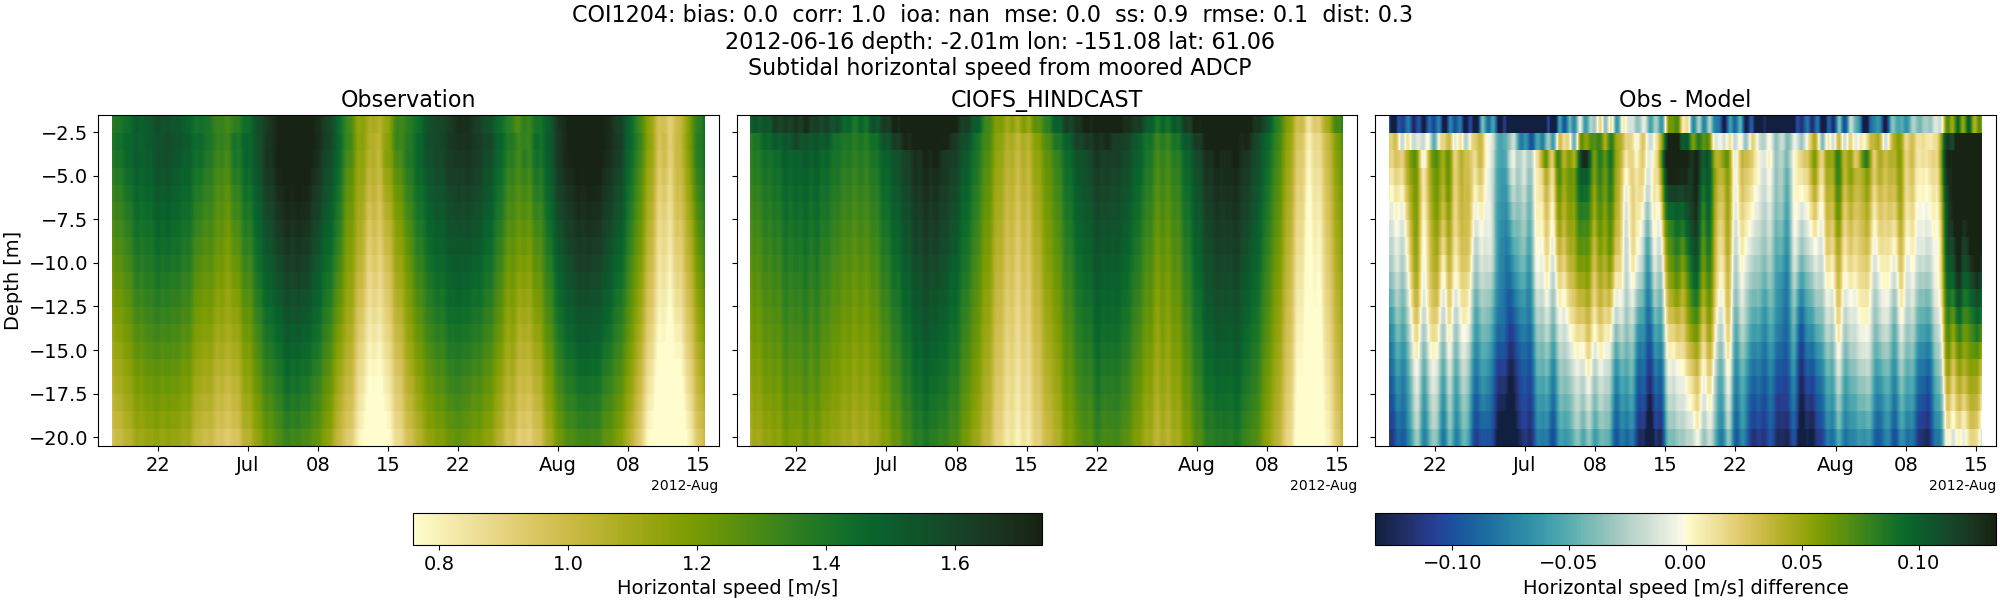 COI1204: bias: 0.0  corr: 1.0  ioa: nan  mse: 0.0  ss: 0.9  rmse: 0.1  dist: 0.3
2012-06-16 depth: -2.01m lon: -151.08 lat: 61.06
Subtidal horizontal speed from moored ADCP
Observation
CIOFS_HINDCAST
Obs - Model
Depth [m]
−2.5
−5.0
−7.5
−10.0
−12.5
−15.0
−17.5
−20.0
22 Jul 08 15 22 Aug 08 15
2012-Aug
22 Jul 08 15 22 Aug 08 15
2012-Aug
22 Jul 08 15 22 Aug 08 15
2012-Aug
0.8 1.0 1.2 1.4 1.6
Horizontal speed [m/s]
−0.10 −0.05 0.00 0.05 0.10
Horizontal speed [m/s] difference